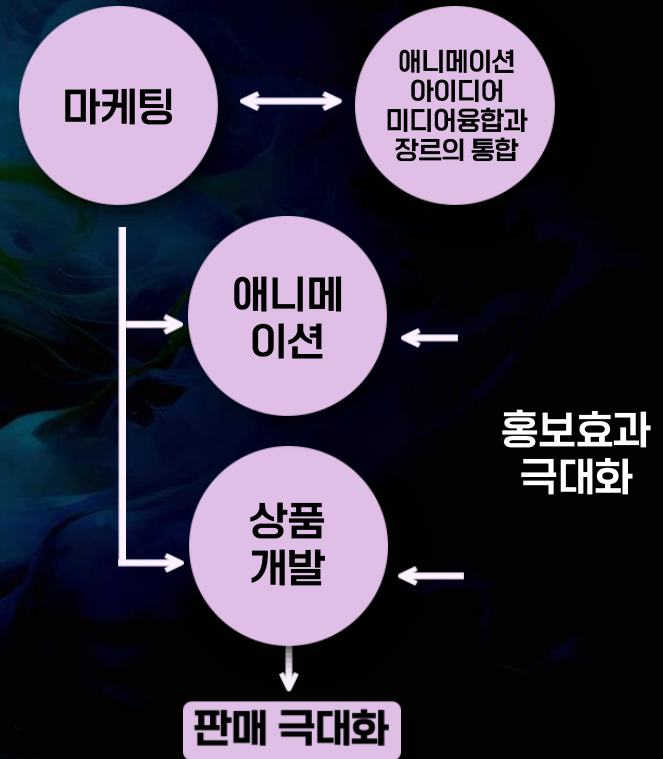 마케팅
애니메이션
아이디어
미디어융합과
장르의 통합
애니메
이션
홍보효과
극대화
상품
개발
판매 극대화